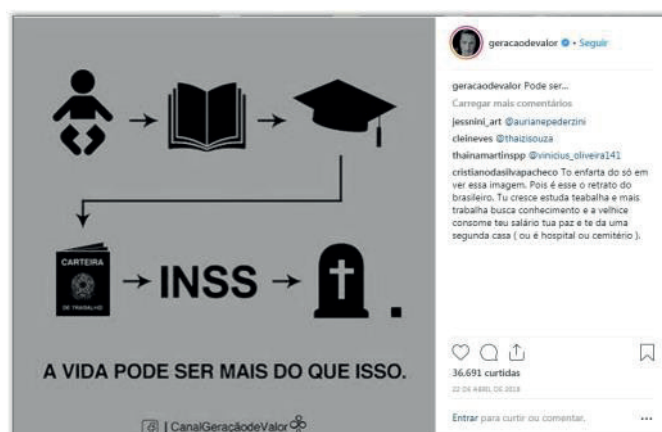 CARTEIRA
DE TRABALHO
INSS
A VIDA PODE SER MAIS DO QUE ISSO.
| CanalGeraçãodeValor
geracaodevalor • Seguir
geracaodevalor Pode ser...
Carregar mais comentários
jessnini_art @aurianepederzini
cleineves @thaizisouza
thainamartinspp @vinicius_oliveira141
cristianodasilvapacheco To enfarta do só em
ver essa imagem. Pois é esse o retrato do
brasileiro. Tu cresce estuda teabalha e mais
trabalha busca conhecimento e a velhice
consome teu salário tua paz e te da uma
segunda casa ( ou é hospital ou cemitério ).
36.691 curtidas
22 DE ABRIL DE 2018
Entrar para curtir ou comentar.